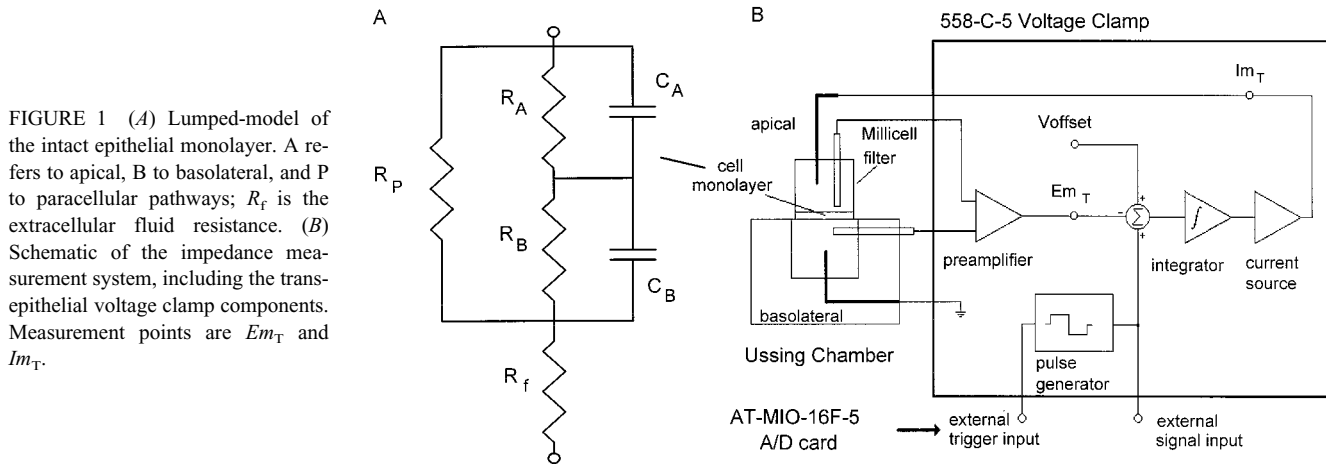 FIGURE 1 (A) Lumped-model of
the intact epithelial monolayer. A re-
fers to apical, B to basolateral, and P
to paracellular pathways; Rf is the
extracellular fluid resistance. (B)
Schematic of the impedance mea-
surement system, including the trans-
epithelial voltage clamp components.
Measurement points are EmT and
ImT.
A
RA
CA
RP
RB
CB
Rf
B
558-C-5 Voltage Clamp
ImT
apical
Millicell
filter
Voffset
cell
monolayer
EmT
+
-
Σ
+
∫
preamplifier
integrator
current
source
basolateral
Ussing Chamber
pulse
generator
AT-MIO-16F-5
A/D card
external
trigger input
external
signal input